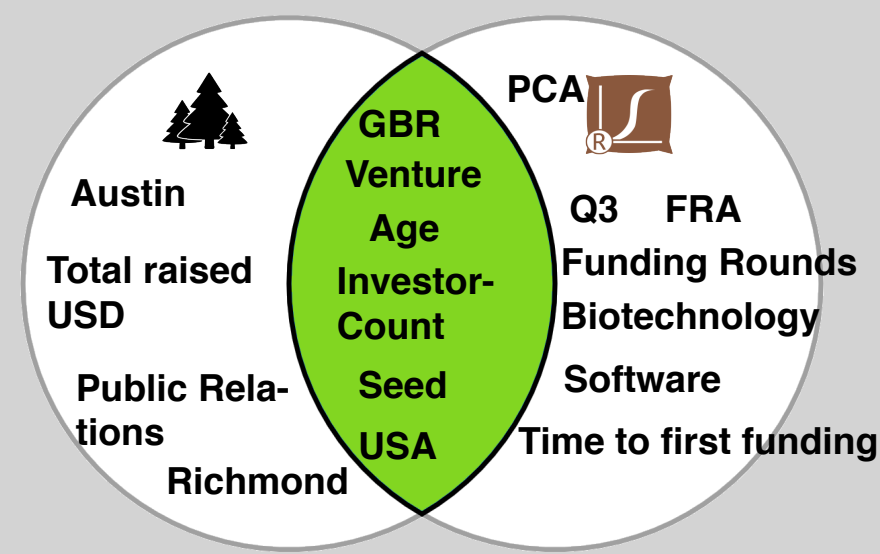 PCA
®
GBR
Venture
Austin
Q3 FRA
Age
Total raised
USD
Funding Rounds
Investor-
Count
Biotechnology
Public Rela-
tions
Seed
Software
USA
Time to first funding
Richmond